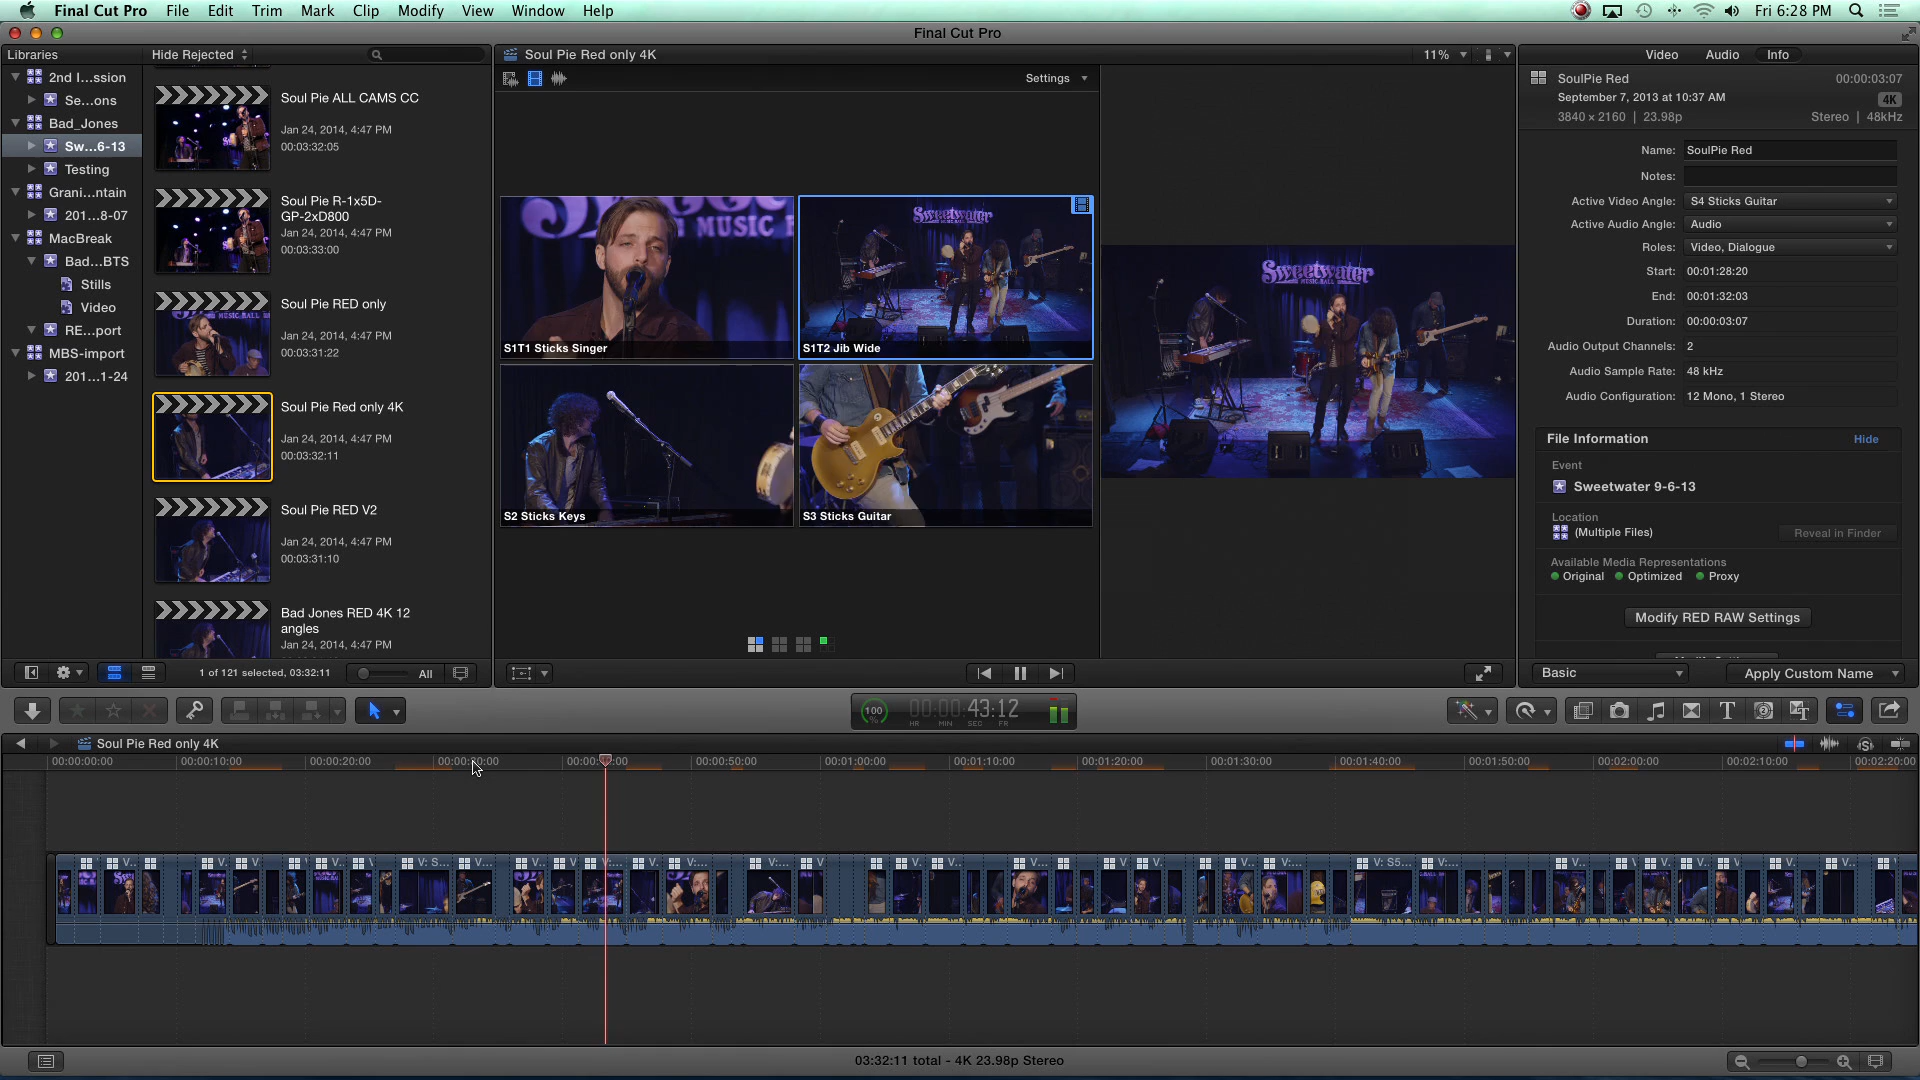 Final Cut Pro File Edit Trim Mark Clip Modify View Window Help Fri 6:28 PM
Final Cut Pro
Libraries Hide Rejected
2nd I...ssion
Se...ons
Bad_Jones
Sw...6-13
Testing
Grani...ntain
201...8-07
MacBreak
Bad...BTS
Stills
Video
RE...port
MBS-import
201...1-24
Soul Pie ALL CAMS CC
Jan 24, 2014, 4:47 PM
00:03:32:05
Soul Pie R-1x5D-
GP-2xD800
Jan 24, 2014, 4:47 PM
00:03:33:00
Soul Pie RED only
Jan 24, 2014, 4:47 PM
00:03:31:22
Soul Pie Red only 4K
Jan 24, 2014, 4:47 PM
00:03:32:11
Soul Pie RED V2
Jan 24, 2014, 4:47 PM
00:03:31:10
Bad Jones RED 4K 12
angles
Jan 24, 2014, 4:47 PM
1 of 121 selected, 03:32:11 All
Soul Pie Red only 4K 11%
Settings
MUSIC HALL
S1T1 Sticks Singer
Sweetwater
MUSIC HALL
S1T2 Jib Wide
S2 Sticks Keys
S3 Sticks Guitar
Sweetwater
MUSIC HALL
Video Audio Info
SoulPie Red 00:00:03:07
September 7, 2013 at 10:37 AM 4K
3840 × 2160 | 23.98p Stereo | 48kHz
Name: SoulPie Red
Notes:
Active Video Angle: S4 Sticks Guitar
Active Audio Angle: Audio
Roles: Video, Dialogue
Start: 00:01:28:20
End: 00:01:32:03
Duration: 00:00:03:07
Audio Output Channels: 2
Audio Sample Rate: 48 kHz
Audio Configuration: 12 Mono, 1 Stereo
File Information Hide
Event
Sweetwater 9-6-13
Location
(Multiple Files) Reveal in Finder
Available Media Representations
Original Optimized Proxy
Modify RED RAW Settings
Basic Apply Custom Name
100 % 00:00:43:12
HR MIN SEC FR
Soul Pie Red only 4K
00:00:00:00 00:00:10:00 00:00:20:00 00:00:50:00 00:01:00:00 00:01:10:00 00:01:20:00 00:01:30:00 00:01:40:00 00:01:50:00 00:02:00:00 00:02:10:00 00:02:20:00
V: S... V: S5...
03:32:11 total - 4K 23.98p Stereo